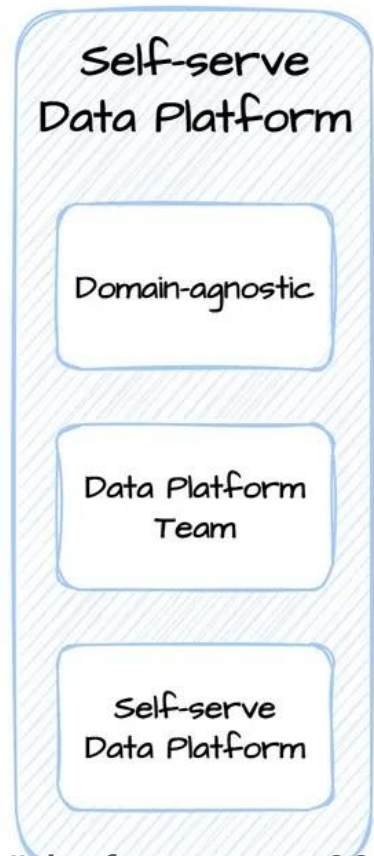 Self-serve
Data Platform
Domain-agnostic
Data Platform
Team
Self-serve
Data Platform